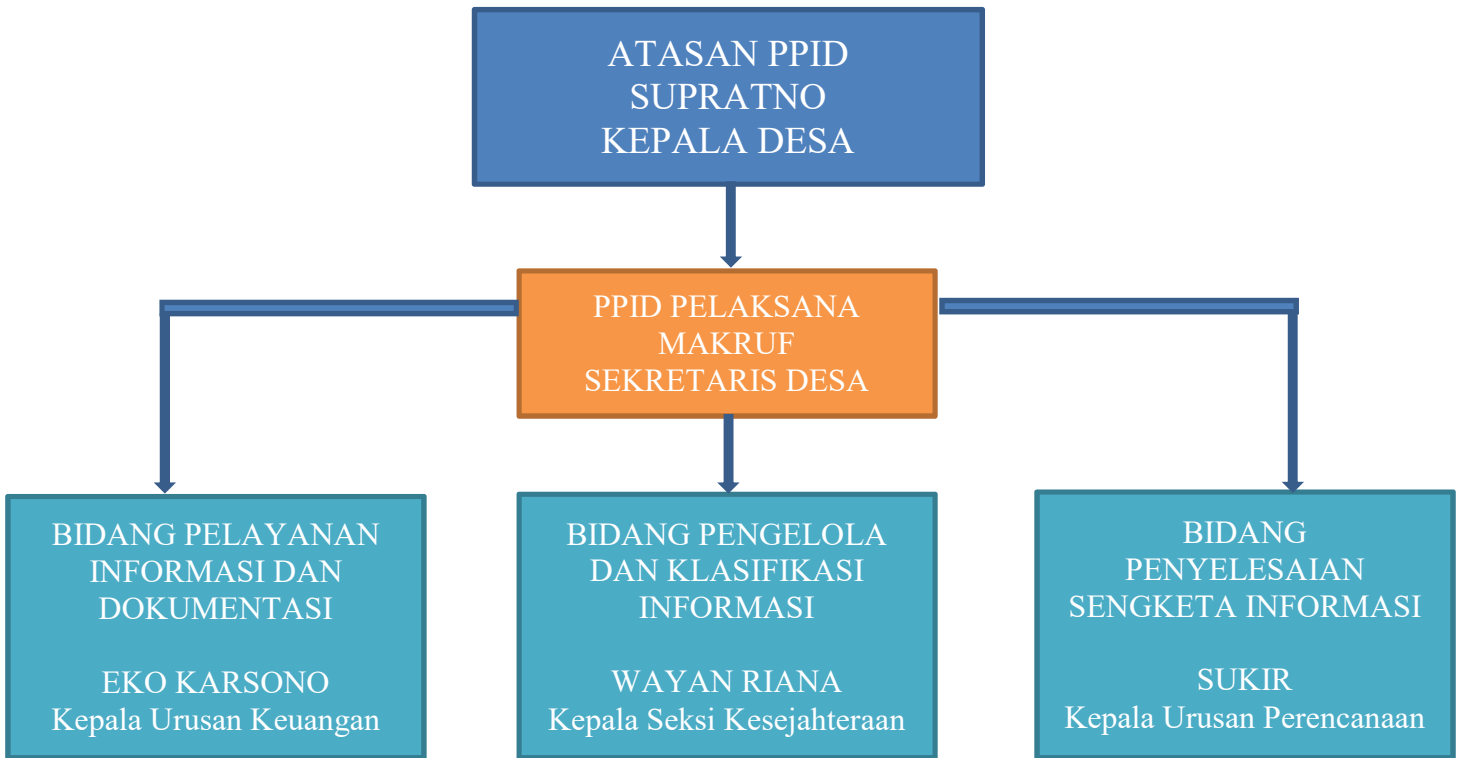 ATASAN PPID
SUPRATNO
KEPALA DESA
PPID PELAKSANA
MAKRUF
SEKRETARIS DESA
BIDANG PELAYANAN
INFORMASI DAN
DOKUMENTASI
EKO KARSONO
Kepala Urusan Keuangan
BIDANG PENGELOLA
DAN KLASIFIKASI
INFORMASI
WAYAN RIANA
Kepala Seksi Kesejahteraan
BIDANG
PENYELESAIAN
SENGKETA INFORMASI
SUKIR
Kepala Urusan Perencanaan